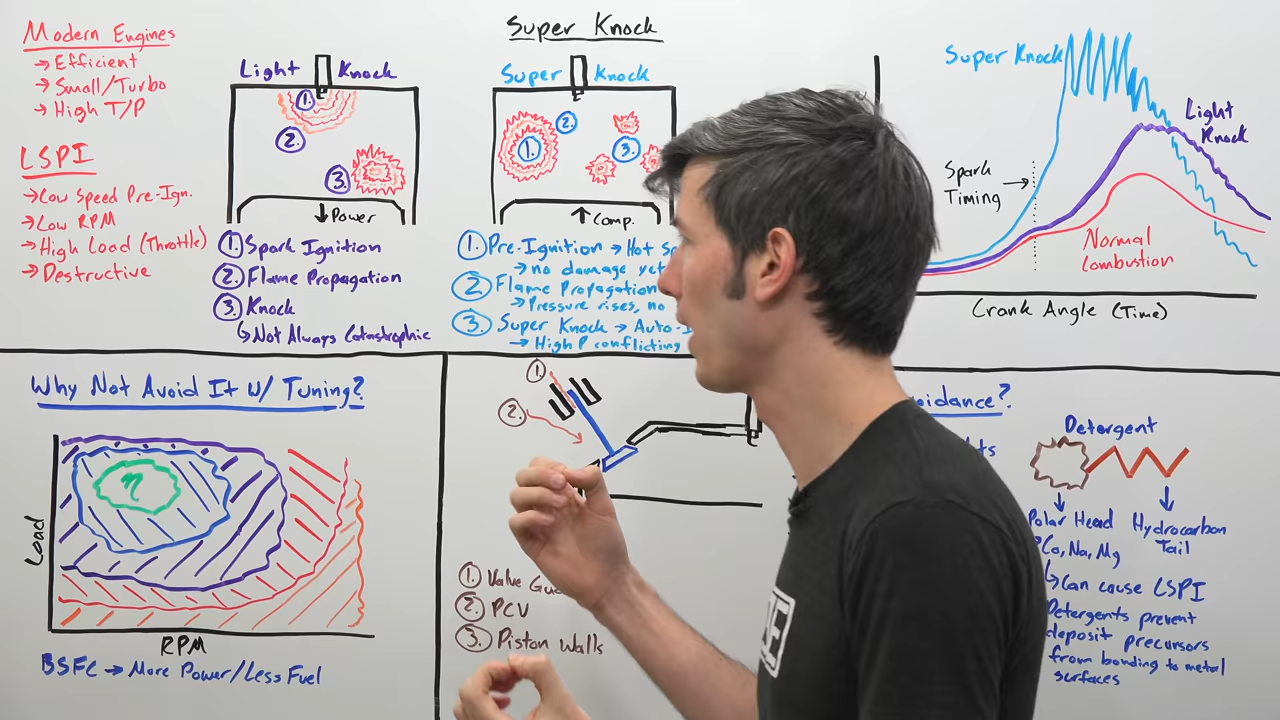 Super Knock
Modern Engines
→ Efficient
→ Small/Turbo
→ High T/P
LSPI
→ Low Speed Pre-Ign.
→ Low RPM
→ High Load (Throttle)
→ Destructive
Light Knock
1.
2.
3.
↓ Power
1. Spark Ignition
2. Flame Propagation
3. Knock
↳ Not Always Catastrophic
Super Knock
1.
2.
3.
↑ Comp.
1. Pre-Ignition → Hot
→ no damage yet
2 Flame Propagation
→ Pressure rises, no
3. Super Knock → Auto-
→ High P conflicting
Super Knock
Light Knock
Spark Timing →
Normal Combustion
Crank Angle (Time)
Why Not Avoid It W/ Tuning?
η
Load
RPM
BSFC → More Power/Less Fuel
1.
2.
1. Valve
2. PCV
3. Piston Walls
Detergent
Polar Head
Ca, Na, Mg
Hydrocarbon Tail
↳ Can cause LSPI
Detergents prevent
deposit precursors
from bonding to metal
surfaces